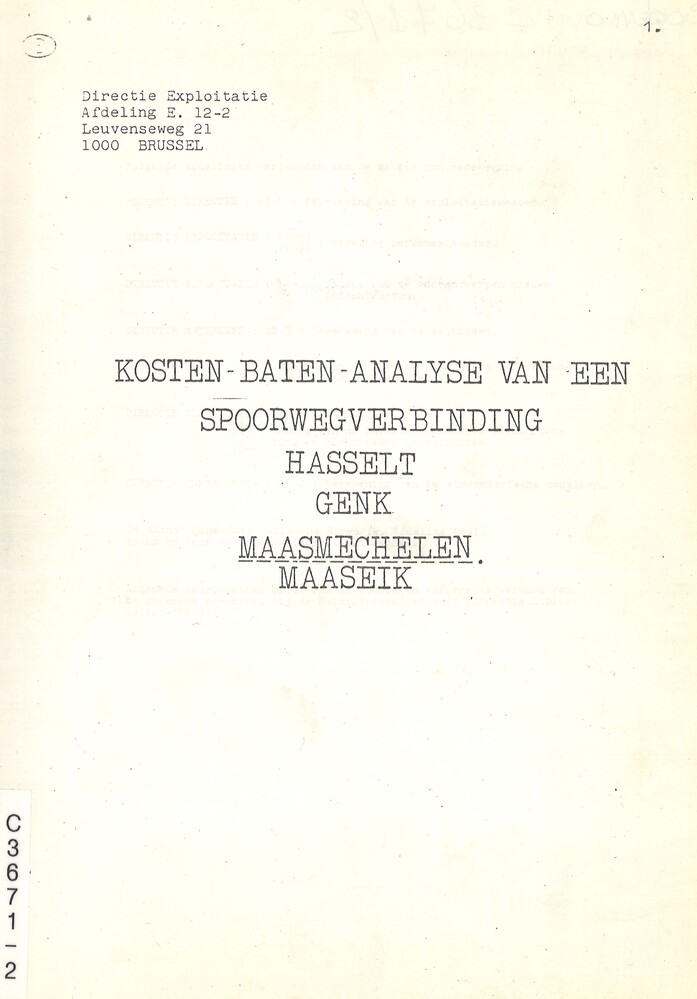 1.
Directie Exploitatie
Afdeling E. 12-2
Leuvenseweg 21
1000 BRUSSEL
KOSTEN-BATEN-ANALYSE VAN EEN
SPOORWEGVERBINDING
HASSELT
GENK
MAASMECHELEN.
MAASEIK
C
3
6
7
1
-
2